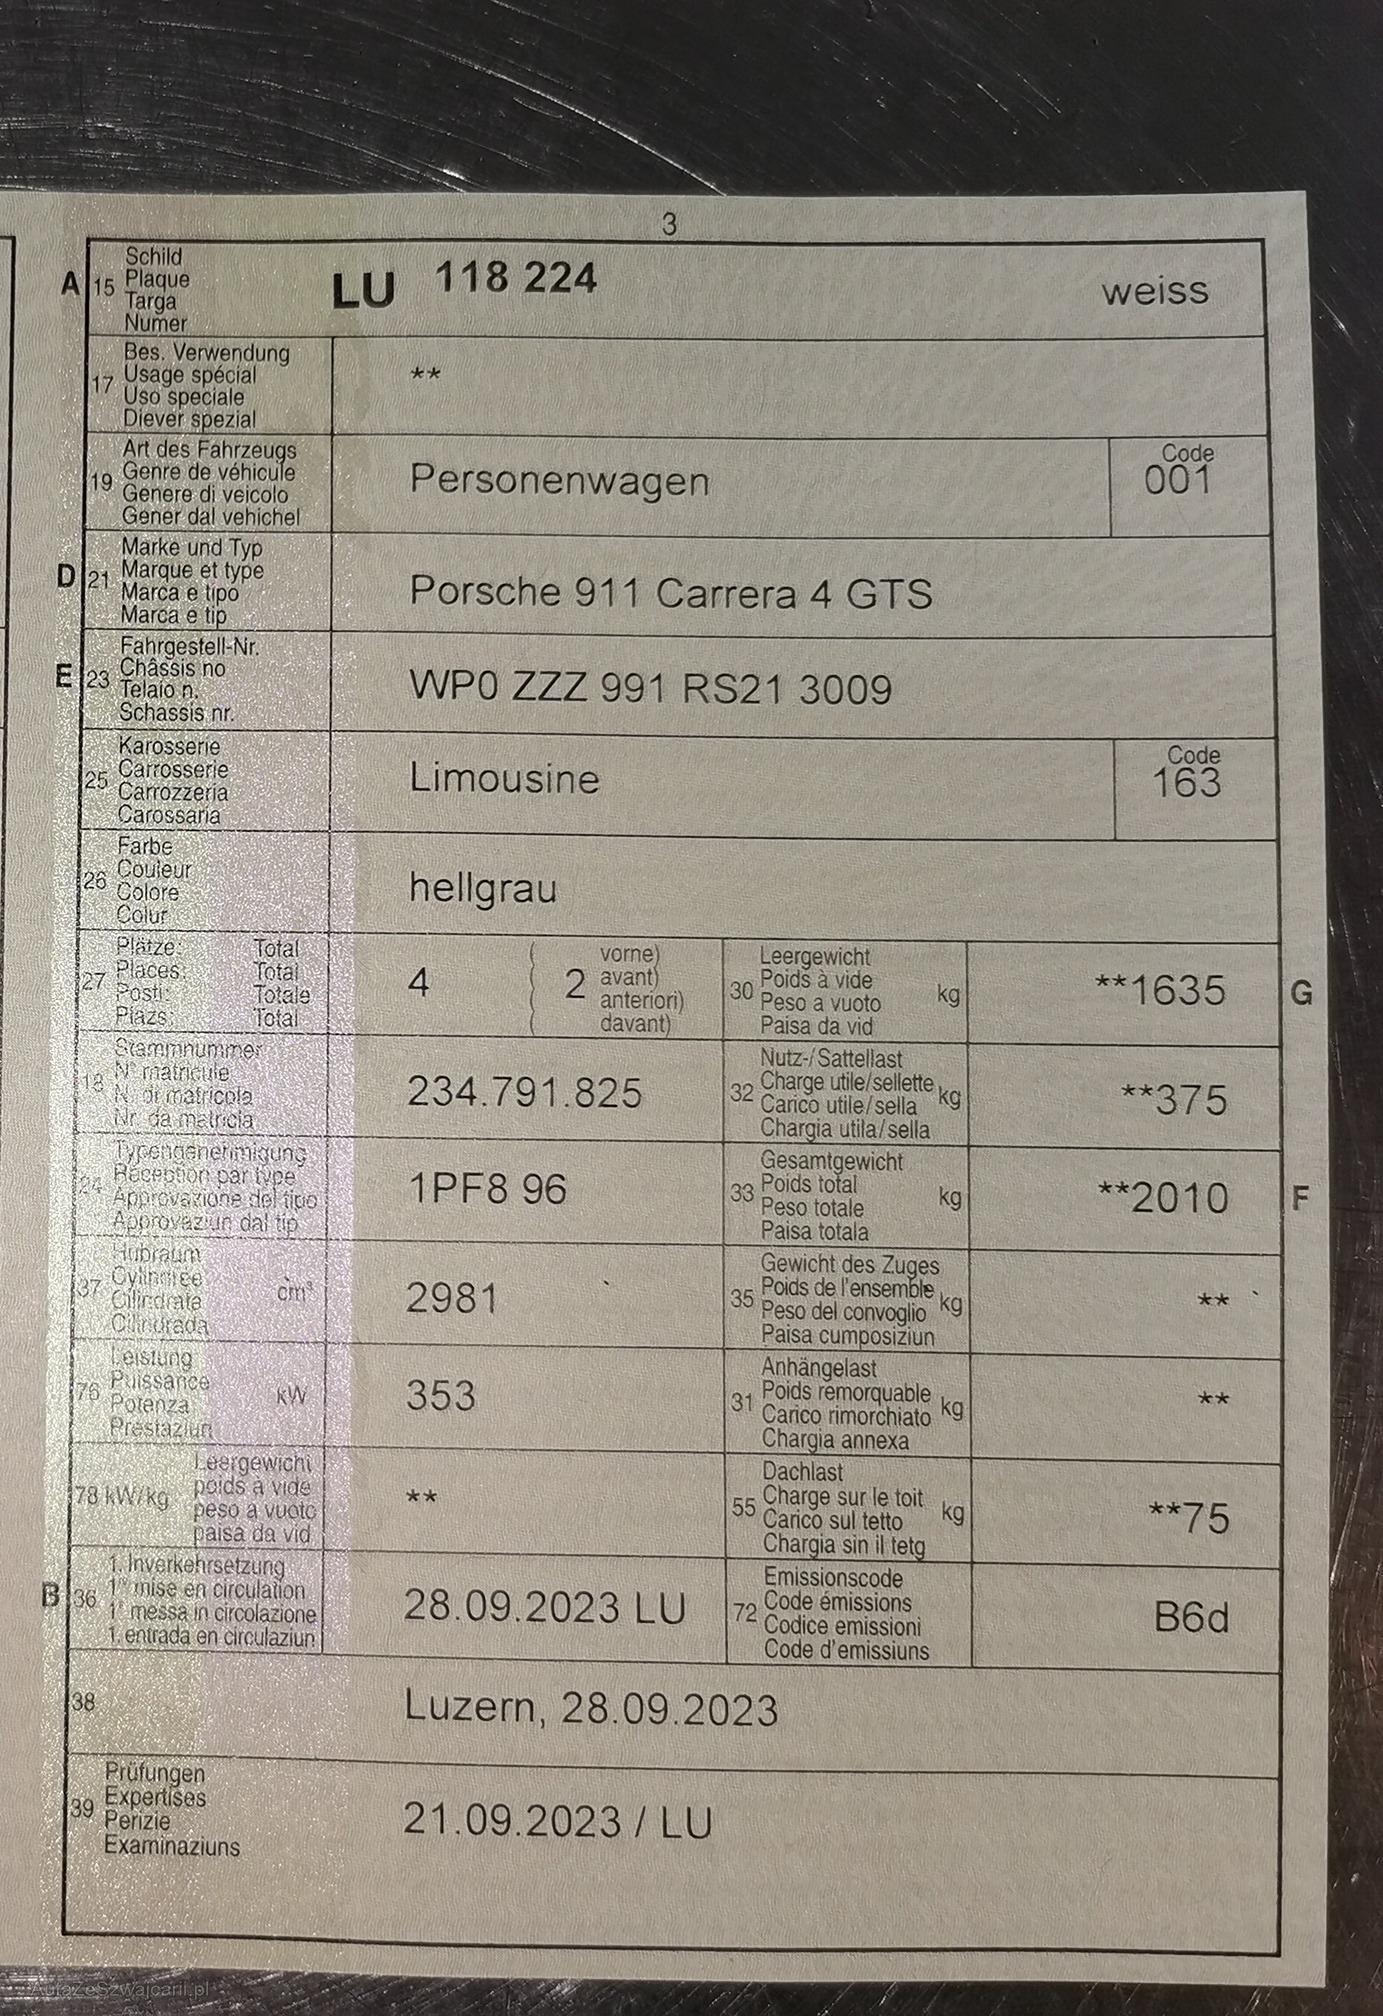 3
A 15 Schild LU 118 224 weiss
Plaque
Targa
Numer
17 Bes. Verwendung **
Usage spécial
Uso speciale
Diever spezial
19 Art des Fahrzeugs Personenwagen Code 001
Genre de véhicule
Genere di veicolo
Gener dal vehichel
D 21 Marke und Typ Porsche 911 Carrera 4 GTS
Marque et type
Marca e tipo
Marca e tip
E 23 Fahrgestell-Nr. WP0 ZZZ 991 RS21 3009
Châssis no
Telaio n.
Schassis nr.
25 Karosserie Limousine Code 163
Carrosserie
Carrozzeria
Carossaria
26 Farbe hellgrau
Couleur
Colore
Colur
27 Plätze: Total 4 ( 2 vorne)
Places: Total avant)
Posti: Totale anteriori)
Plazs: Total davant)
30 Leergewicht kg **1635 G
Poids à vide
Peso a vuoto
Paisa da vid
18 Stammnummer 234.791.825
N° matricule
N. di matricola
Nr. da matricla
32 Nutz-/Sattellast kg **375
Charge utile/sellette
Carico utile/sella
Chargia utila/sella
24 Typengenehmigung 1PF8 96
Réception par type
Approvazione del tipo
Approvaziun dal tip
33 Gesamtgewicht kg **2010 F
Poids total
Peso totale
Paisa totala
37 Hubraum cm³ 2981
Cylindrée
Cilindrata
Cilindrada
35 Gewicht des Zuges kg **
Poids de l'ensemble
Peso del convoglio
Paisa cumposiziun
76 Leistung kW 353
Puissance
Potenza
Prestaziun
31 Anhängelast kg **
Poids remorquable
Carico rimorchiato
Chargia annexa
78 kW/kg Leergewicht **
poids à vide
peso a vuoto
paisa da vid
55 Dachlast kg **75
Charge sur le toit
Carico sul tetto
Chargia sin il tetg
B 36 1. Inverkehrsetzung 28.09.2023 LU
1re mise en circulation
1a messa in circolazione
1. entrada en circulaziun
72 Emissionscode B6d
Code émissions
Codice emissioni
Code d'emissiuns
38 Luzern, 28.09.2023
39 Prüfungen 21.09.2023 / LU
Expertises
Perizie
Examinaziuns
AutazeSzwajcarii.pl